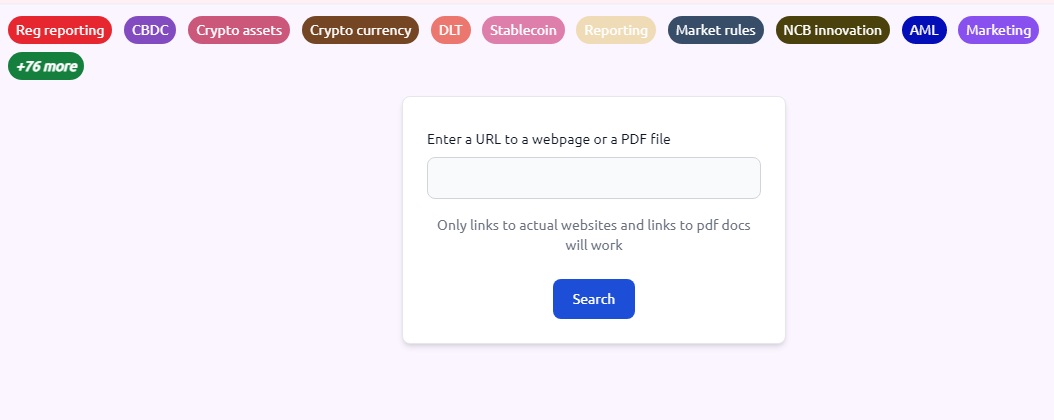 Reg reporting CBDC Crypto assets Crypto currency DLT Stablecoin Reporting Market rules NCB innovation AML Marketing
+76 more
Enter a URL to a webpage or a PDF file
Only links to actual websites and links to pdf docs
will work
Search